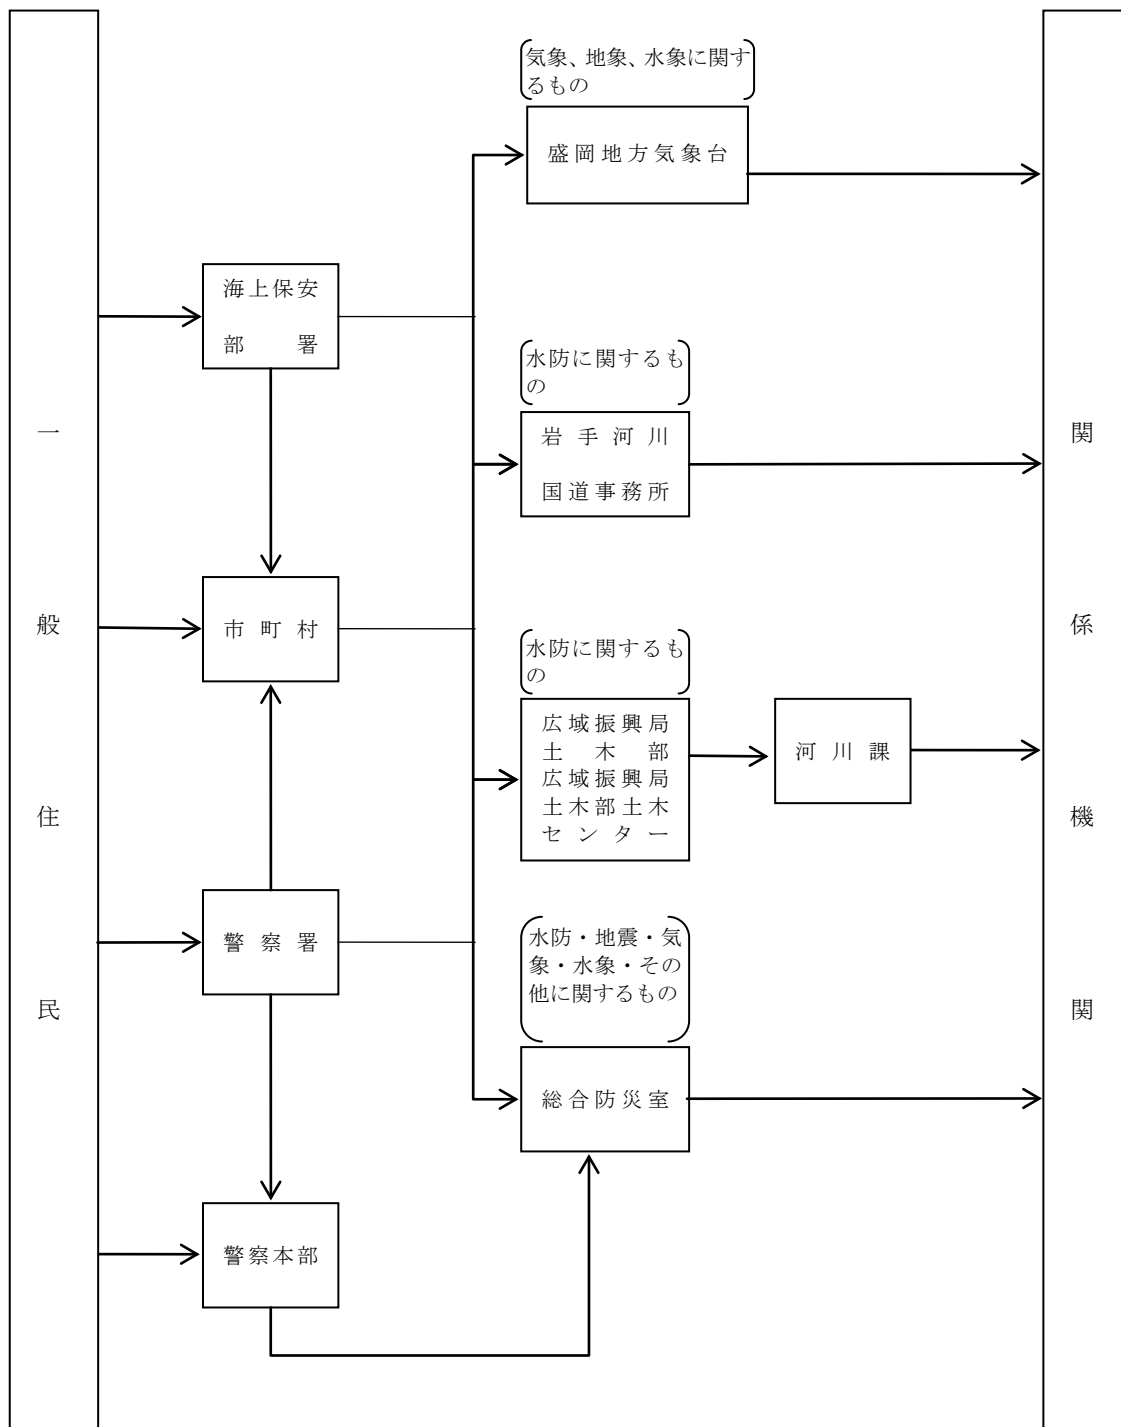 一般住民
気象、地象、水象に関す
るもの
盛岡地方気象台
海上保安
部署
水防に関するも
の
岩手河川
国道事務所
市町村
水防に関するも
の
広域振興局
土木部
広域振興局
土木部土木
センター
河川課
警察署
水防・地震・気
象・水象・その
他に関するもの
総合防災室
警察本部
関係機関